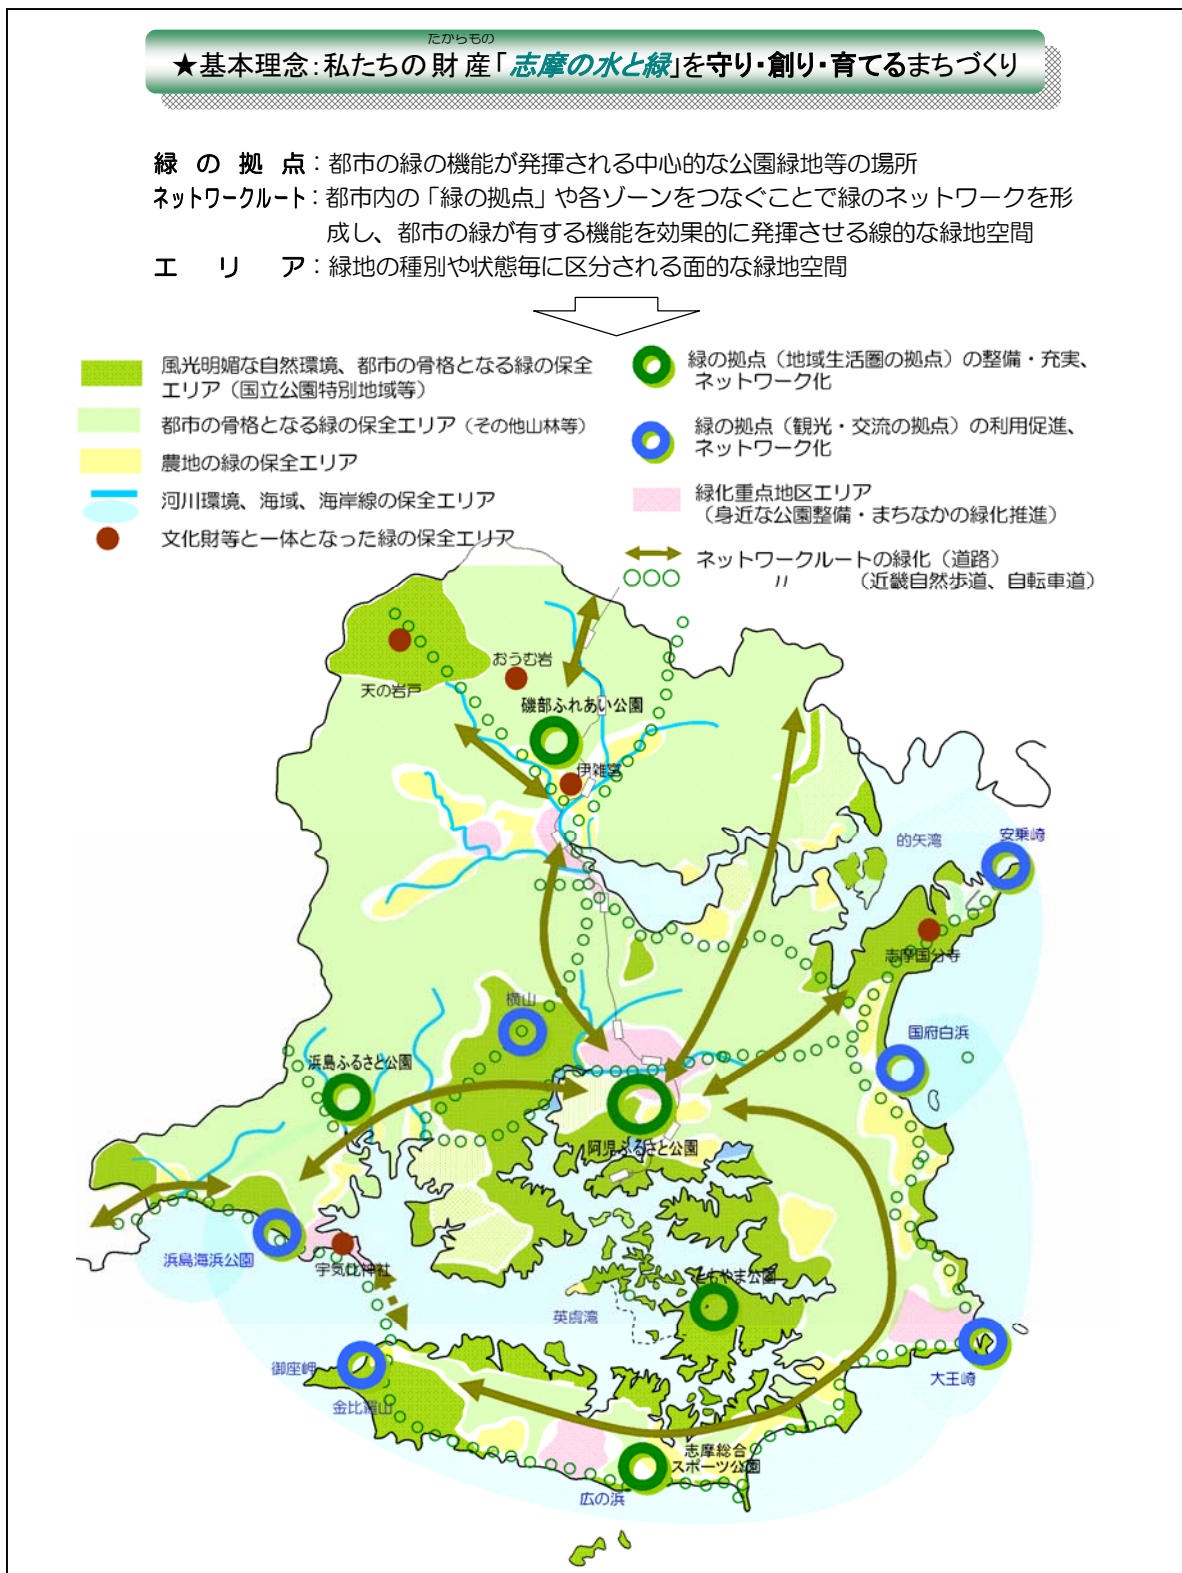 たからもの
★基本理念：私たちの財産「志摩の水と緑」を守り・創り・育てるまちづくり
緑の拠点：都市の緑の機能が発揮される中心的な公園緑地等の場所
ネットワークルート：都市内の「緑の拠点」や各ゾーンをつなぐことで緑のネットワークを形
成し、都市の緑が有する機能を効果的に発揮させる線的な緑地空間
エリア：緑地の種別や状態毎に区分される面的な緑地空間
風光明媚な自然環境、都市の骨格となる緑の保全
エリア（国立公園特別地域等）
都市の骨格となる緑の保全エリア（その他山林等）
農地の緑の保全エリア
河川環境、海域、海岸線の保全エリア
文化財等と一体となった緑の保全エリア
緑の拠点（地域生活圏の拠点）の整備・充実、
ネットワーク化
緑の拠点（観光・交流の拠点）の利用促進、
ネットワーク化
緑化重点地区エリア
（身近な公園整備・まちなかの緑化推進）
ネットワークルートの緑化（道路）
〃　（近畿自然歩道、自転車道）
おうむ岩
天の岩戸
磯部ふれあい公園
伊雑宮
的矢湾
安乗崎
志摩国分寺
横山
国府白浜
浜島ふるさと公園
阿児ふるさと公園
浜島海浜公園
宇気比神社
ともやま公園
英虞湾
御座岬
大王崎
金比羅山
志摩総合
スポーツ公園
広の浜